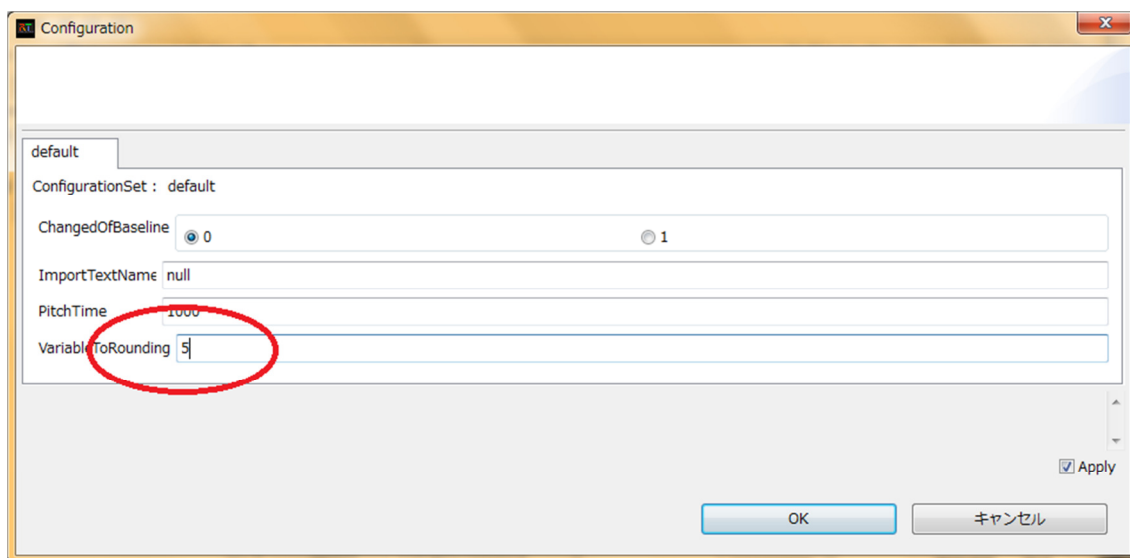 Configuration
default
ConfigurationSet : default
ChangedOfBaseline 0 1
ImportTextName null
PitchTime 1000
VariableToRounding 5
Apply
OK キャンセル